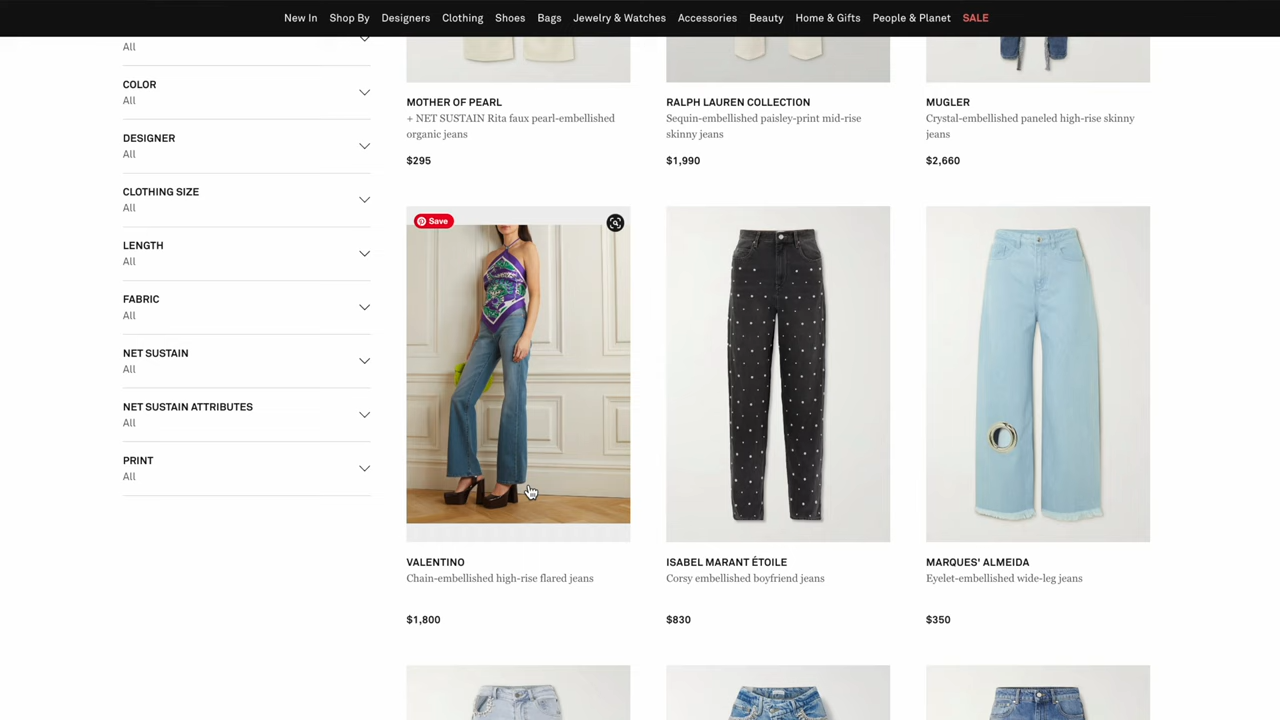 New In Shop By Designers Clothing Shoes Bags Jewelry & Watches Accessories Beauty Home & Gifts People & Planet SALE
All
COLOR
All
DESIGNER
All
CLOTHING SIZE
All
LENGTH
All
FABRIC
All
NET SUSTAIN
All
NET SUSTAIN ATTRIBUTES
All
PRINT
All
MOTHER OF PEARL
+ NET SUSTAIN Rita faux pearl-embellished
organic jeans
$295
RALPH LAUREN COLLECTION
Sequin-embellished paisley-print mid-rise
skinny jeans
$1,990
MUGLER
Crystal-embellished paneled high-rise skinny
jeans
$2,660
Save
VALENTINO
Chain-embellished high-rise flared jeans
$1,800
ISABEL MARANT ÉTOILE
Corsy embellished boyfriend jeans
$830
MARQUES' ALMEIDA
Eyelet-embellished wide-leg jeans
$350